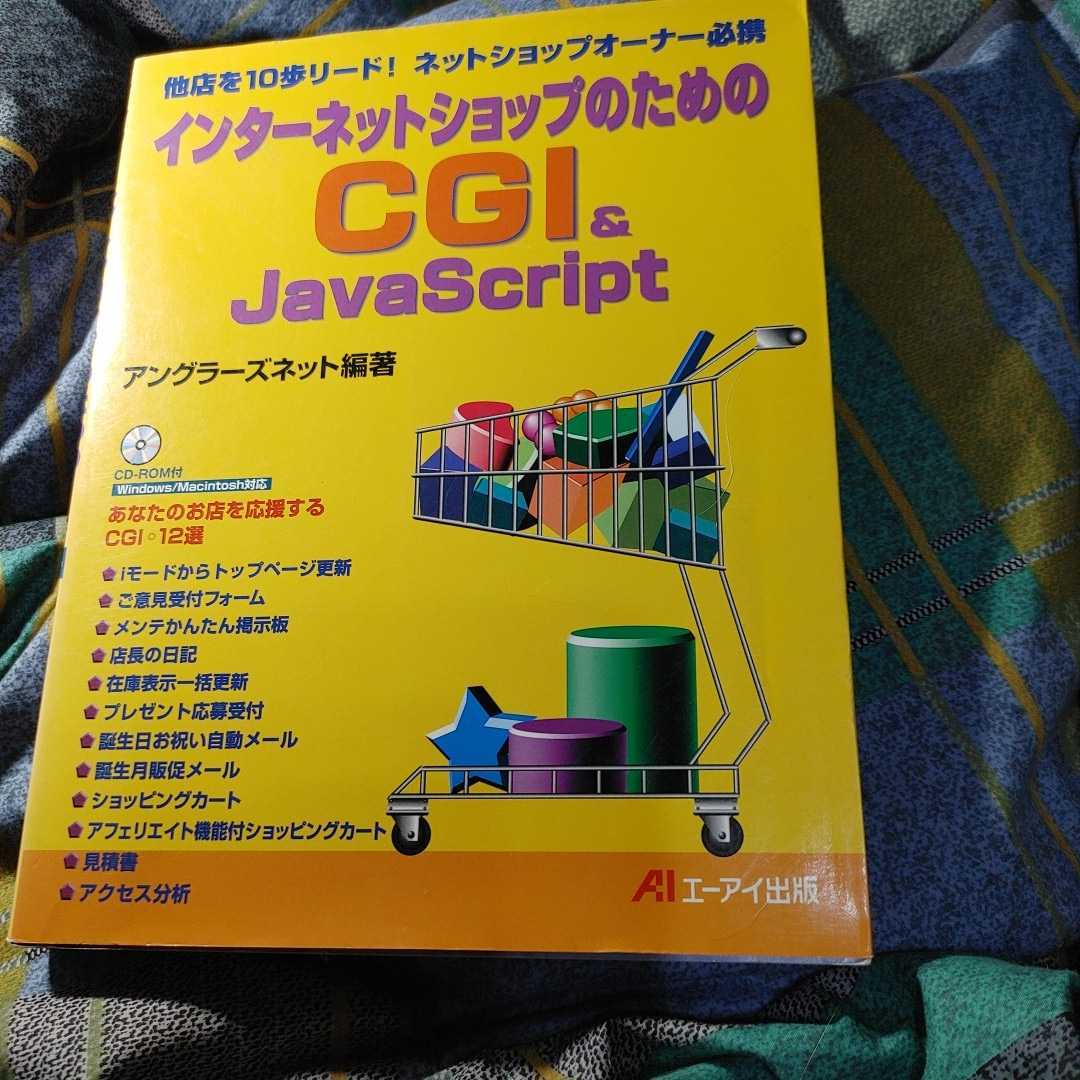 他店を10歩リード! ネットショップオーナー必携
インターネットショップのための
CGI &
JavaScript
アングラーズネット編著
CD-ROM付
Windows/Macintosh対応
あなたのお店を応援する
CGI・12選
iモードからトップページ更新
ご意見受付フォーム
メンテかんたん掲示板
店長の日記
在庫表示一括更新
プレゼント応募受付
誕生日お祝い自動メール
誕生月販促メール
ショッピングカート
アフェリエイト機能付ショッピングカート
見積書
アクセス分析
AI エーアイ出版